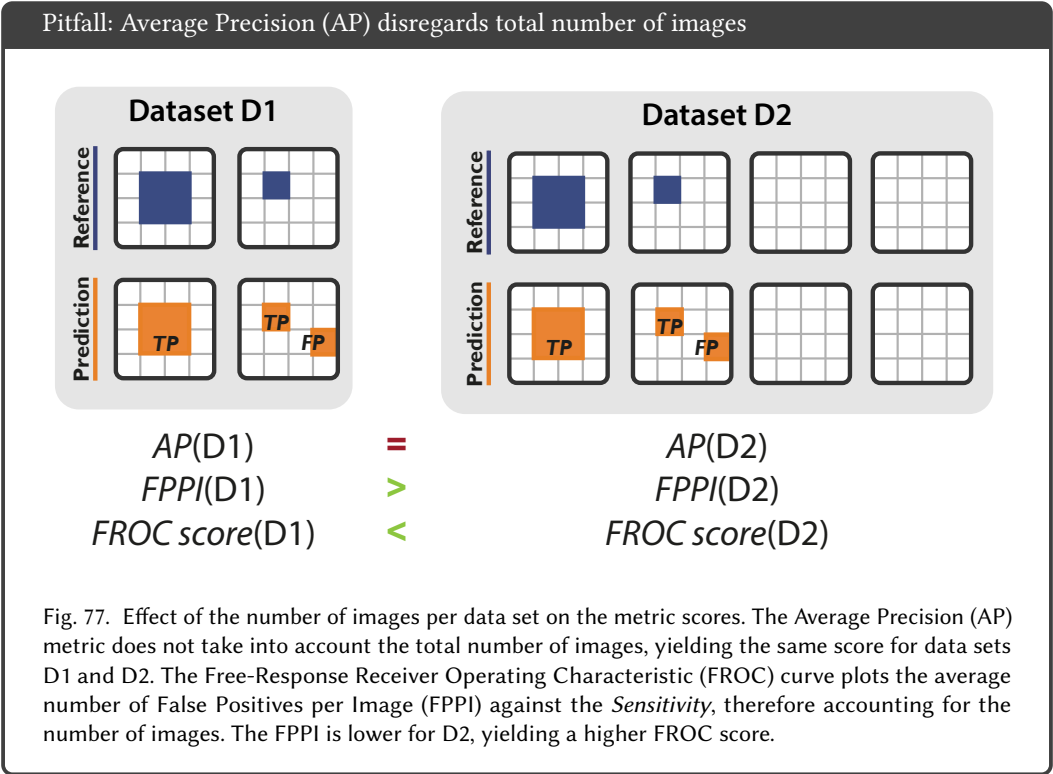 Pitfall: Average Precision (AP) disregards total number of images
Dataset D1
Reference
Prediction
TP
TP
FP
Dataset D2
Reference
Prediction
TP
TP
FP
AP(D1) = AP(D2)
FPPI(D1) > FPPI(D2)
FROC score(D1) < FROC score(D2)
Fig. 77. Effect of the number of images per data set on the metric scores. The Average Precision (AP)
metric does not take into account the total number of images, yielding the same score for data sets
D1 and D2. The Free-Response Receiver Operating Characteristic (FROC) curve plots the average
number of False Positives per Image (FPPI) against the Sensitivity, therefore accounting for the
number of images. The FPPI is lower for D2, yielding a higher FROC score.